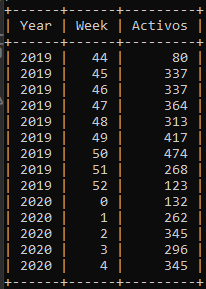 +------+------+---------+
| Year | Week | Activos |
+------+------+---------+
| 2019 | 44 | 80 |
| 2019 | 45 | 337 |
| 2019 | 46 | 337 |
| 2019 | 47 | 364 |
| 2019 | 48 | 313 |
| 2019 | 49 | 417 |
| 2019 | 50 | 474 |
| 2019 | 51 | 268 |
| 2019 | 52 | 123 |
| 2020 | 0 | 132 |
| 2020 | 1 | 262 |
| 2020 | 2 | 345 |
| 2020 | 3 | 296 |
| 2020 | 4 | 345 |
+------+------+---------+